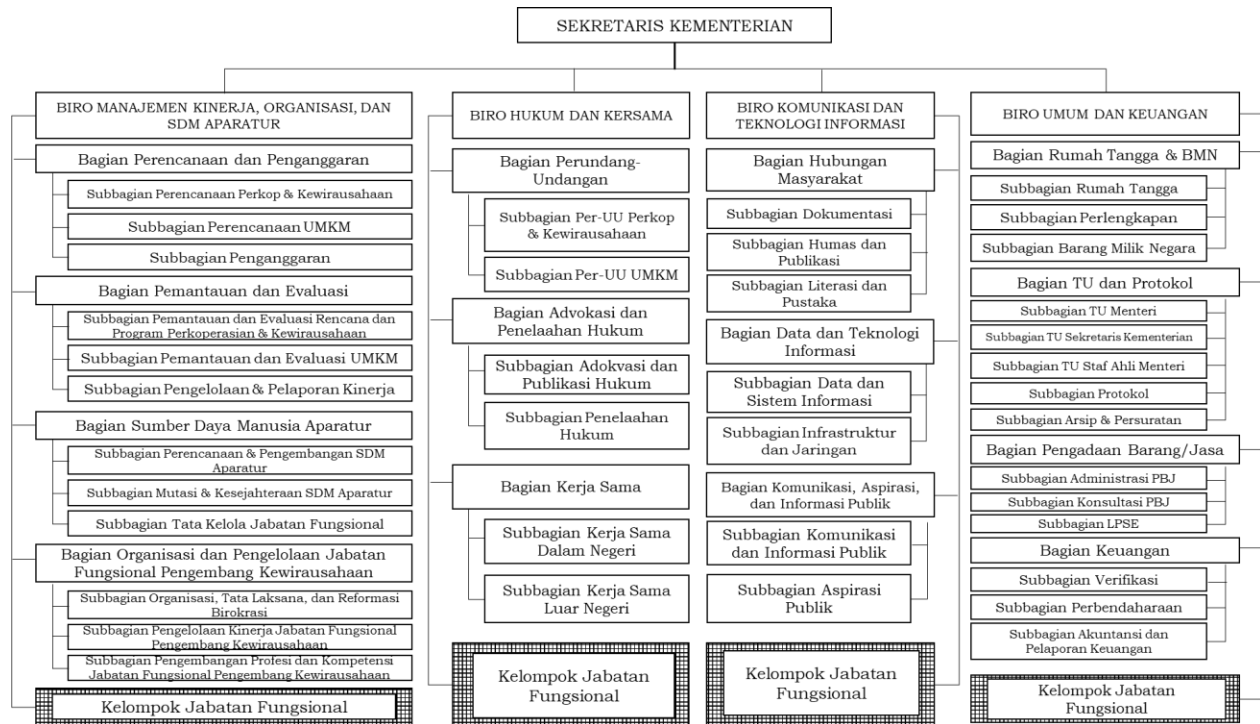 SEKRETARIS KEMENTERIAN
BIRO MANAJEMEN KINERJA, ORGANISASI, DAN
SDM APARATUR
Bagian Perencanaan dan Penganggaran
Subbagian Perencanaan Perkop & Kewirausahaan
Subbagian Perencanaan UMKM
Subbagian Penganggaran
Bagian Pemantauan dan Evaluasi
Subbagian Pemantauan dan Evaluasi Rencana dan
Program Perkoperasian & Kewirausahaan
Subbagian Pemantauan dan Evaluasi UMKM
Subbagian Pengelolaan & Pelaporan Kinerja
Bagian Sumber Daya Manusia Aparatur
Subbagian Perencanaan & Pengembangan SDM
Aparatur
Subbagian Mutasi & Kesejahteraan SDM Aparatur
Subbagian Tata Kelola Jabatan Fungsional
Bagian Organisasi dan Pengelolaan Jabatan
Fungsional Pengembang Kewirausahaan
Subbagian Organisasi, Tata Laksana, dan Reformasi
Birokrasi
Subbagian Pengelolaan Kinerja Jabatan Fungsional
Pengembang Kewirausahaan
Subbagian Pengembangan Profesi dan Kompetensi
Jabatan Fungsional Pengembang Kewirausahaan
Kelompok Jabatan Fungsional
BIRO HUKUM DAN KERSAMA
Bagian Perundang-
Undangan
Subbagian Per-UU Perkop
& Kewirausahaan
Subbagian Per-UU UMKM
Bagian Advokasi dan
Penelaahan Hukum
Subbagian Adokvasi dan
Publikasi Hukum
Subbagian Penelaahan
Hukum
Bagian Kerja Sama
Subbagian Kerja Sama
Dalam Negeri
Subbagian Kerja Sama
Luar Negeri
Kelompok Jabatan
Fungsional
BIRO KOMUNIKASI DAN
TEKNOLOGI INFORMASI
Bagian Hubungan
Masyarakat
Subbagian Dokumentasi
Subbagian Humas dan
Publikasi
Subbagian Literasi dan
Pustaka
Bagian Data dan Teknologi
Informasi
Subbagian Data dan
Sistem Informasi
Subbagian Infrastruktur
dan Jaringan
Bagian Komunikasi, Aspirasi,
dan Informasi Publik
Subbagian Komunikasi
dan Informasi Publik
Subbagian Aspirasi
Publik
Kelompok Jabatan
Fungsional
BIRO UMUM DAN KEUANGAN
Bagian Rumah Tangga & BMN
Subbagian Rumah Tangga
Subbagian Perlengkapan
Subbagian Barang Milik Negara
Bagian TU dan Protokol
Subbagian TU Menteri
Subbagian TU Sekretaris Kementerian
Subbagian TU Staf Ahli Menteri
Subbagian Protokol
Subbagian Arsip & Persuratan
Bagian Pengadaan Barang/Jasa
Subbagian Administrasi PBJ
Subbagian Konsultasi PBJ
Subbagian LPSE
Bagian Keuangan
Subbagian Verifikasi
Subbagian Perbendaharaan
Subbagian Akuntansi dan
Pelaporan Keuangan
Kelompok Jabatan
Fungsional